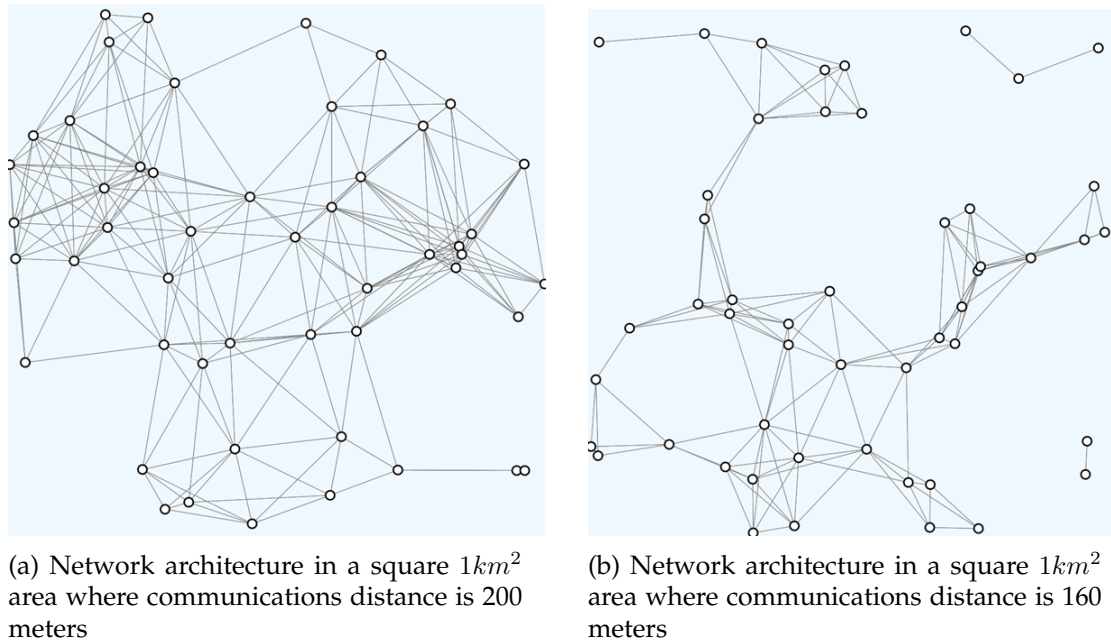 (a) Network architecture in a square 1km²
area where communications distance is 200
meters
(b) Network architecture in a square 1km²
area where communications distance is 160
meters